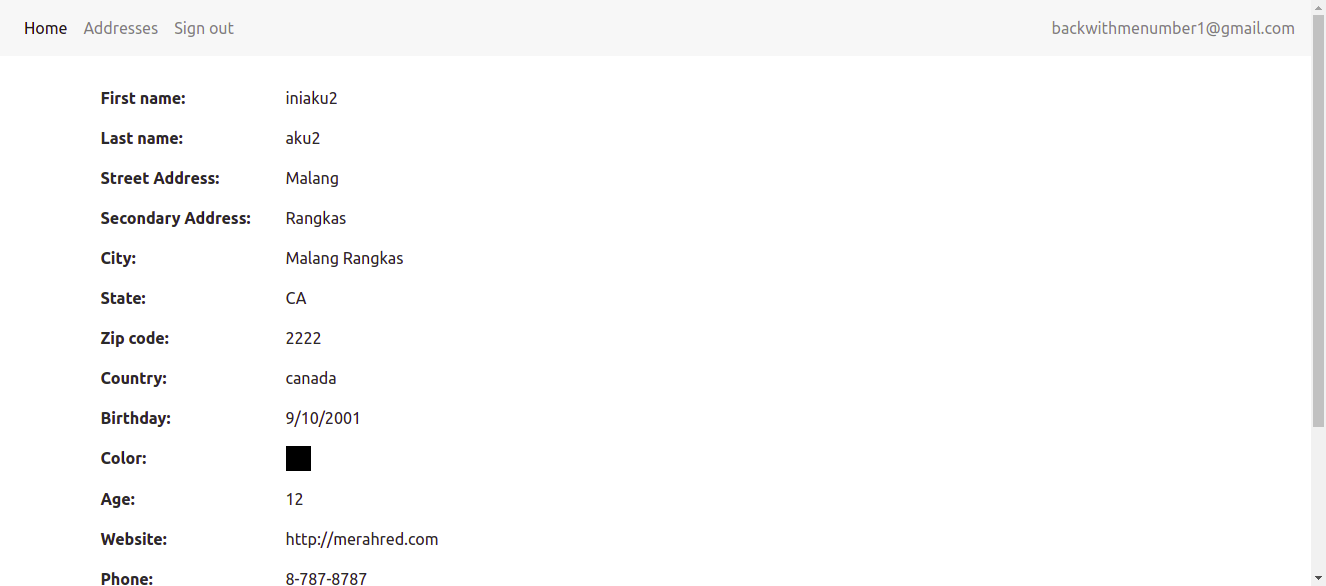 Home Addresses Sign out backwithmenumber1@gmail.com
First name: iniaku2
Last name: aku2
Street Address: Malang
Secondary Address: Rangkas
City: Malang Rangkas
State: CA
Zip code: 2222
Country: canada
Birthday: 9/10/2001
Color:
Age: 12
Website: http://merahred.com
Phone: 8-787-8787